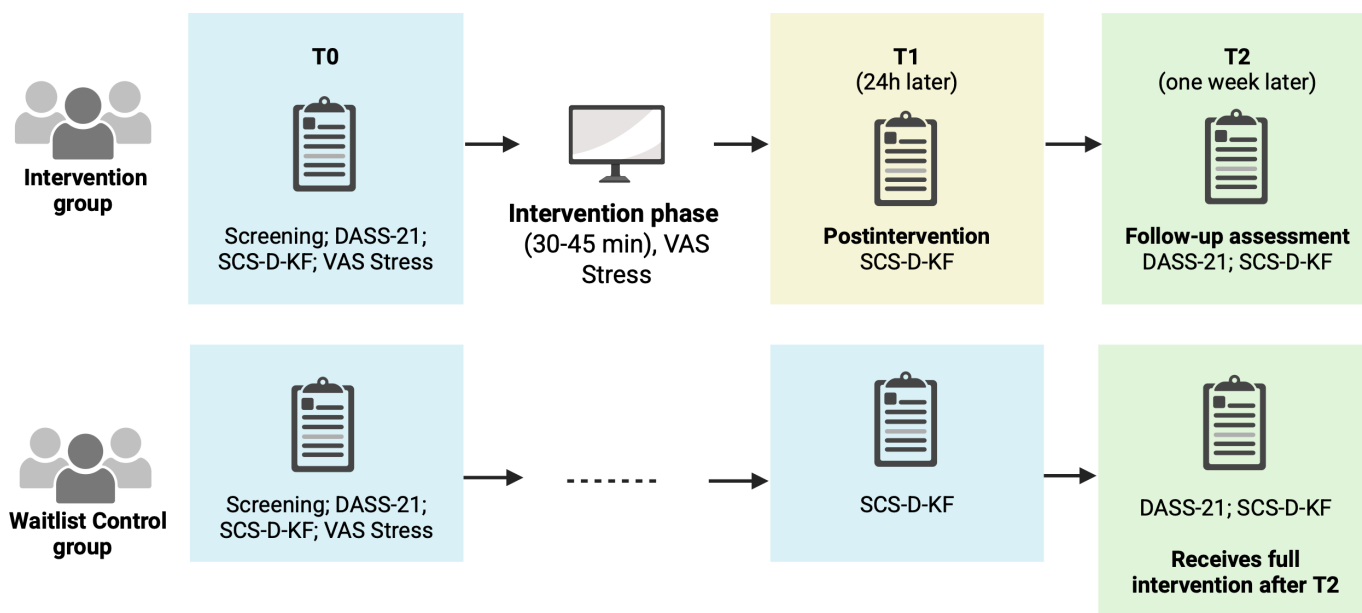 T0
T1
(24h later)
T2
(one week later)
Intervention
group
Screening; DASS-21;
SCS-D-KF; VAS Stress
Intervention phase
(30-45 min), VAS
Stress
Postintervention
SCS-D-KF
Follow-up assessment
DASS-21; SCS-D-KF
Waitlist Control
group
Screening; DASS-21;
SCS-D-KF; VAS Stress
SCS-D-KF
DASS-21; SCS-D-KF
Receives full
intervention after T2